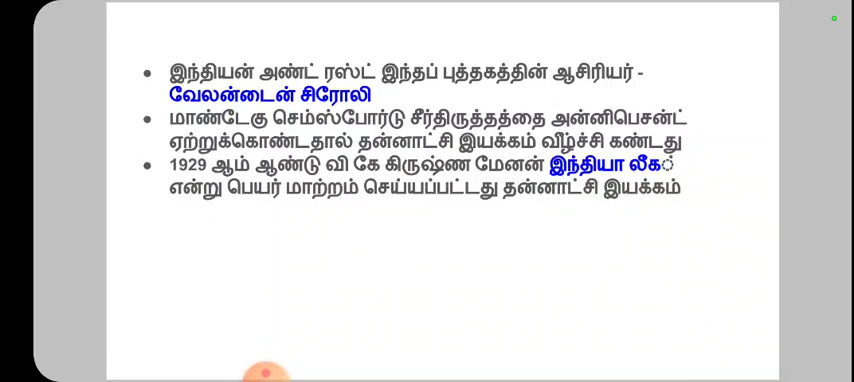 இந்தியன் அண்ட் ரஸ்ட் இந்தப் புத்தகத்தின் ஆசிரியர் -
வேலன்டைன் சிரோலி
மாண்டேகு செம்ஸ்போர்டு சீர்திருத்தத்தை அன்னிபெசன்ட்
ஏற்றுக்கொண்டதால் தன்னாட்சி இயக்கம் வீழ்ச்சி கண்டது
1929 ஆம் ஆண்டு வி கே கிருஷ்ண மேனன் இந்தியா லீக்
என்று பெயர் மாற்றம் செய்யப்பட்டது தன்னாட்சி இயக்கம்